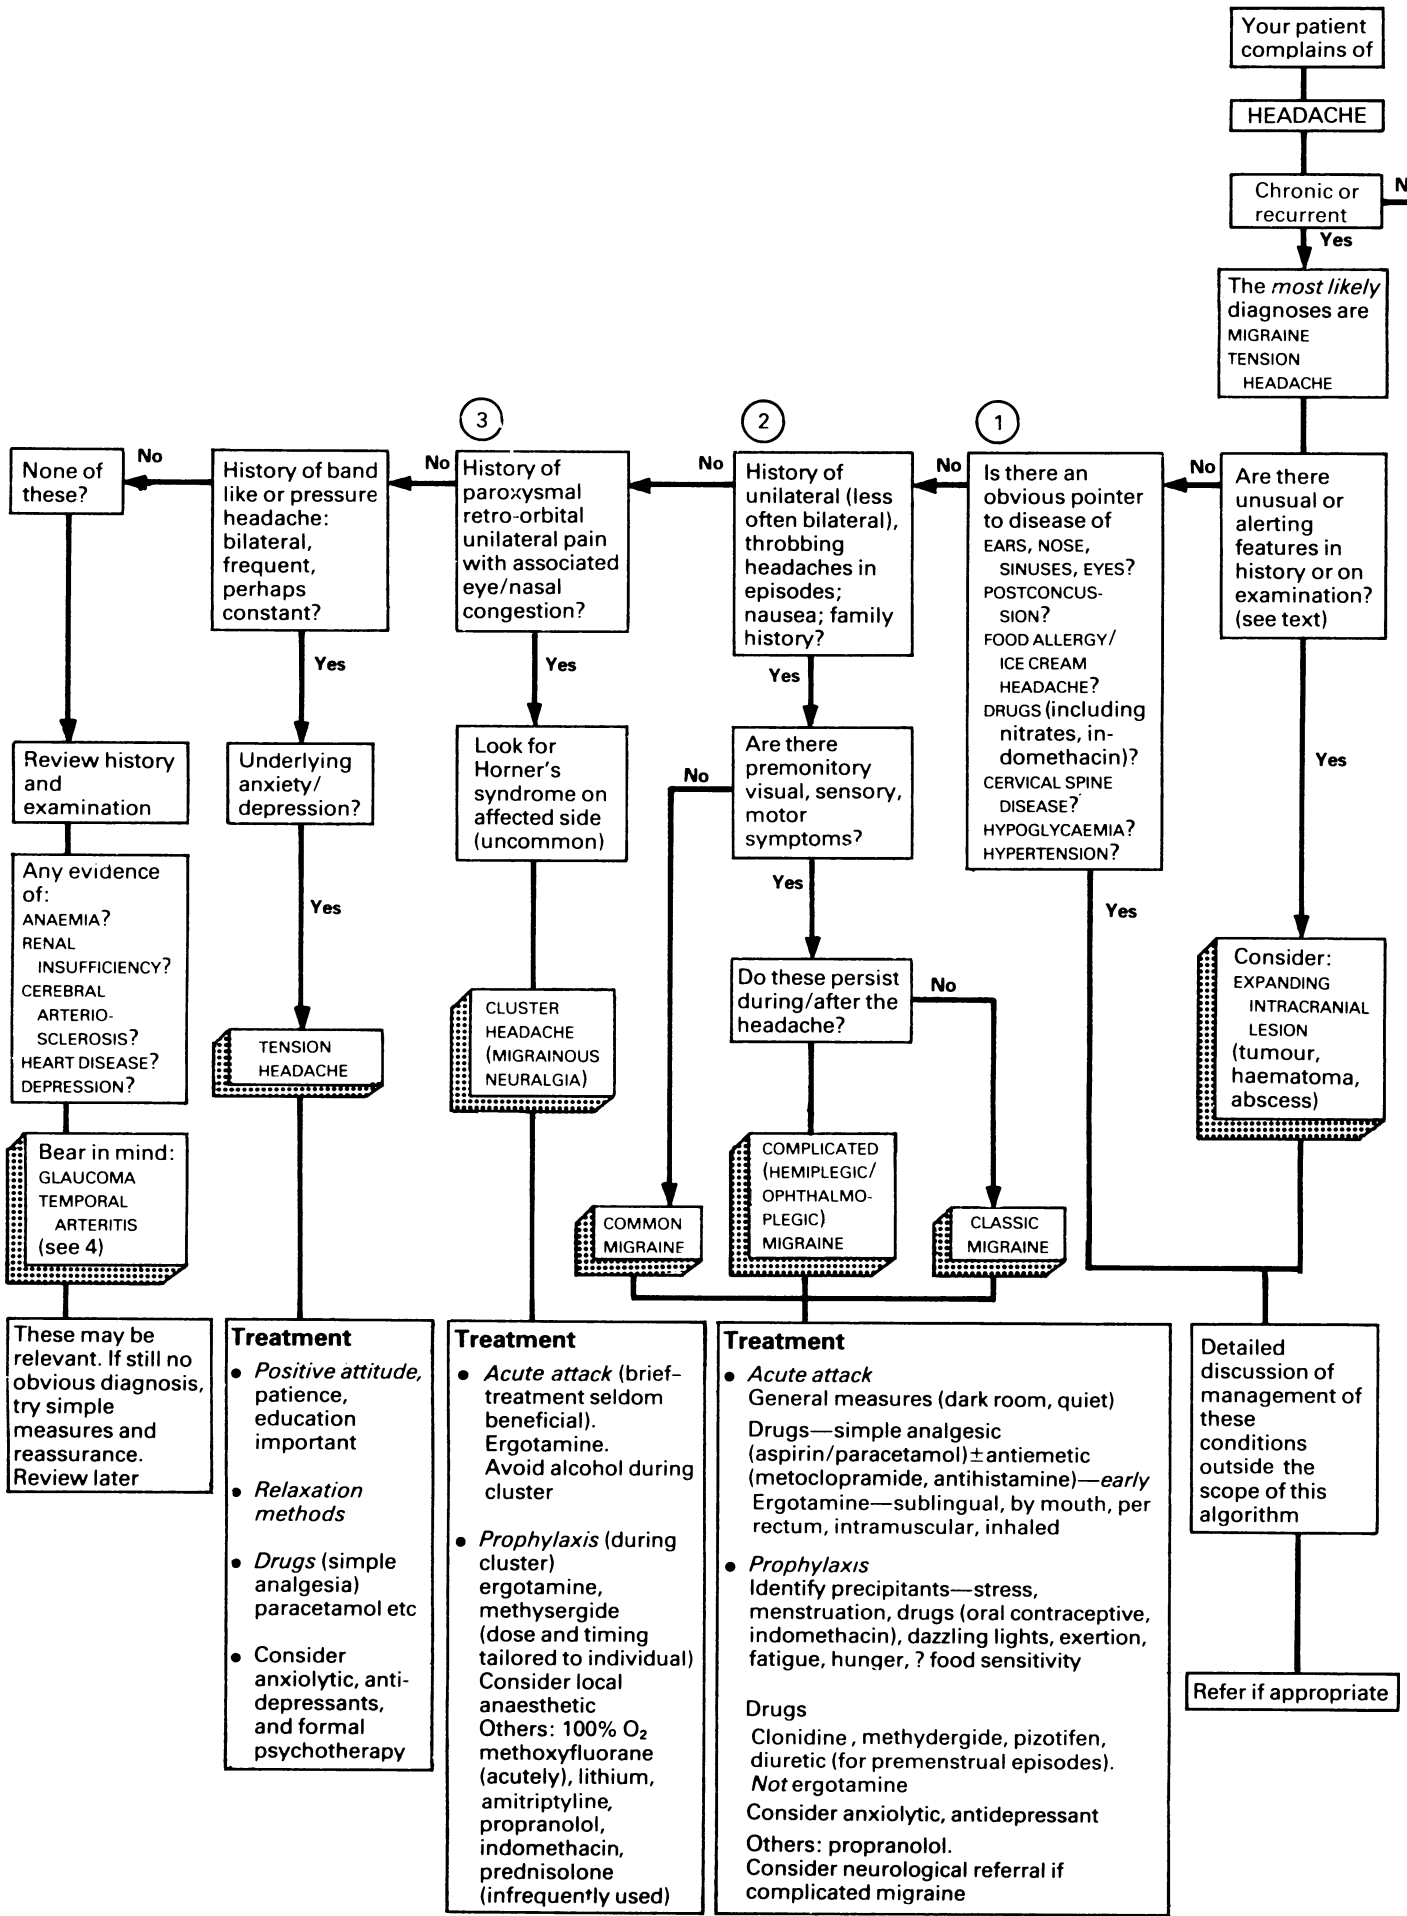 Your patient
complains of
HEADACHE
Chronic or
recurrent
N
Yes
The most likely
diagnoses are
MIGRAINE
TENSION
HEADACHE
Are there
unusual or
alerting
features in
history or on
examination?
(see text)
No
Yes
Consider:
EXPANDING
INTRACRANIAL
LESION
(tumour,
haematoma,
abscess)
1
Is there an
obvious pointer
to disease of
EARS, NOSE,
SINUSES, EYES?
POSTCONCUS-
SION?
FOOD ALLERGY/
ICE CREAM
HEADACHE?
DRUGS (including
nitrates, in-
domethacin)?
CERVICAL SPINE
DISEASE?
HYPOGLYCAEMIA?
HYPERTENSION?
No
Yes
Detailed
discussion of
management of
these
conditions
outside the
scope of this
algorithm
Refer if appropriate
2
History of
unilateral (less
often bilateral),
throbbing
headaches in
episodes;
nausea; family
history?
No
Yes
Are there
premonitory
visual, sensory,
motor
symptoms?
No
Yes
Do these persist
during/after the
headache?
No
COMMON
MIGRAINE
COMPLICATED
(HEMIPLEGIC/
OPHTHALMO-
PLEGIC)
MIGRAINE
CLASSIC
MIGRAINE
Treatment
• Acute attack
General measures (dark room, quiet)
Drugs—simple analgesic
(aspirin/paracetamol)±antiemetic
(metoclopramide, antihistamine)—early
Ergotamine—sublingual, by mouth, per
rectum, intramuscular, inhaled
• Prophylaxis
Identify precipitants—stress,
menstruation, drugs (oral contraceptive,
indomethacin), dazzling lights, exertion,
fatigue, hunger, ? food sensitivity
Drugs
Clonidine, methydergide, pizotifen,
diuretic (for premenstrual episodes).
Not ergotamine
Consider anxiolytic, antidepressant
Others: propranolol.
Consider neurological referral if
complicated migraine
3
History of
paroxysmal
retro-orbital
unilateral pain
with associated
eye/nasal
congestion?
No
Yes
Look for
Horner's
syndrome on
affected side
(uncommon)
CLUSTER
HEADACHE
(MIGRAINOUS
NEURALGIA)
Treatment
• Acute attack (brief–
treatment seldom
beneficial).
Ergotamine.
Avoid alcohol during
cluster
• Prophylaxis (during
cluster)
ergotamine,
methysergide
(dose and timing
tailored to individual)
Consider local
anaesthetic
Others: 100% O₂
methoxyfluorane
(acutely), lithium,
amitriptyline,
propranolol,
indomethacin,
prednisolone
(infrequently used)
History of band
like or pressure
headache:
bilateral,
frequent,
perhaps
constant?
No
Yes
Underlying
anxiety/
depression?
Yes
TENSION
HEADACHE
Treatment
• Positive attitude,
patience,
education
important
• Relaxation
methods
• Drugs (simple
analgesia)
paracetamol etc
• Consider
anxiolytic, anti-
depressants,
and formal
psychotherapy
None of
these?
Review history
and
examination
Any evidence
of:
ANAEMIA?
RENAL
INSUFFICIENCY?
CEREBRAL
ARTERIO-
SCLEROSIS?
HEART DISEASE?
DEPRESSION?
Bear in mind:
GLAUCOMA
TEMPORAL
ARTERITIS
(see 4)
These may be
relevant. If still no
obvious diagnosis,
try simple
measures and
reassurance.
Review later